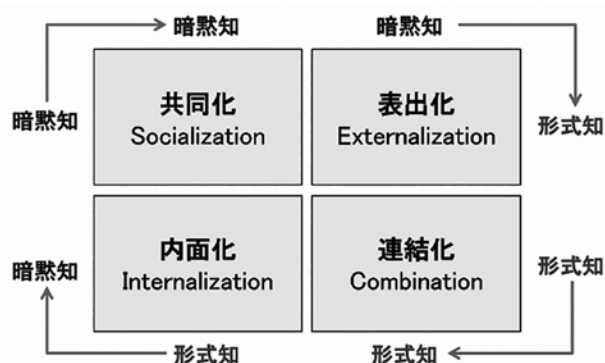 暗黙知
暗黙知
暗黙知
共同化
Socialization
表出化
Externalization
形式知
暗黙知
内面化
Internalization
連結化
Combination
形式知
形式知
形式知